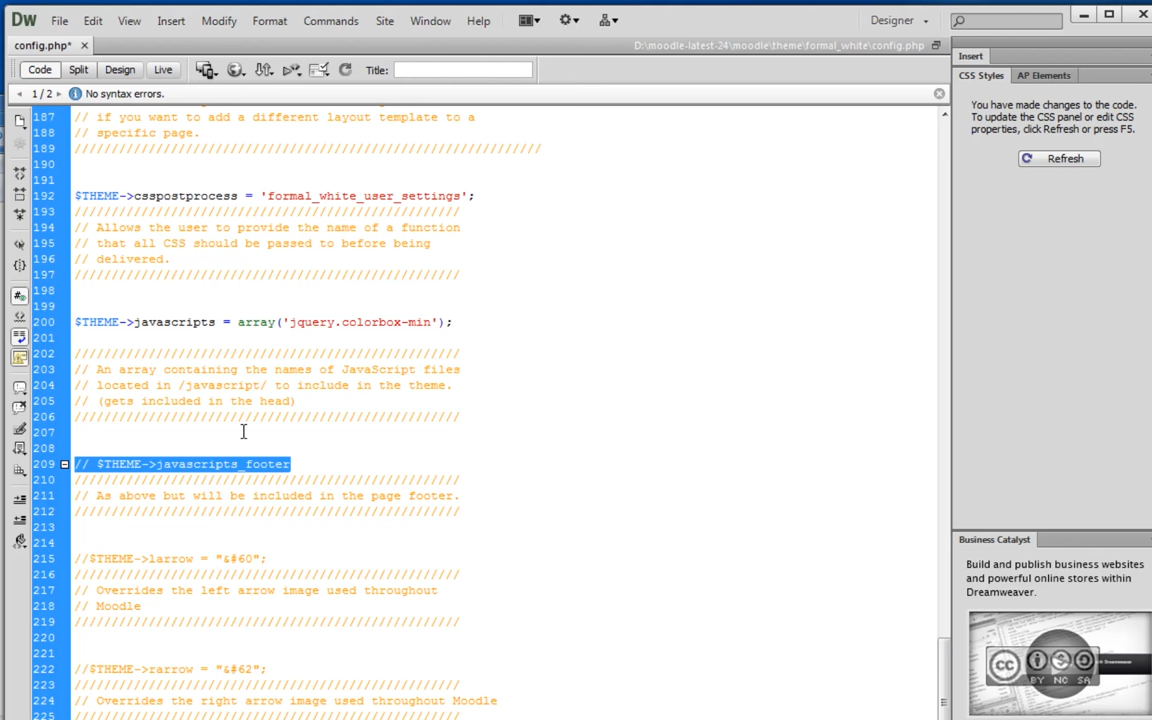 DW File Edit View Insert Modify Format Commands Site Window Help Designer
config.php* × D:\moodle-latest-24\moodle\theme\formal_white\config.php
Code Split Design Live Title:
1 / 2 No syntax errors.
187 // if you want to add a different layout template to a
188 // specific page.
189 ///////////////////////////////////////////////////////////////
190
191
192 $THEME->csspostprocess = 'formal_white_user_settings';
193 ////////////////////////////////////////////////////
194 // Allows the user to provide the name of a function
195 // that all CSS should be passed to before being
196 // delivered.
197 ////////////////////////////////////////////////////
198
199
200 $THEME->javascripts = array('jquery.colorbox-min');
201
202 ////////////////////////////////////////////////////
203 // An array containing the names of JavaScript files
204 // located in /javascript/ to include in the theme.
205 // (gets included in the head)
206 ////////////////////////////////////////////////////
207
208
209 // $THEME->javascripts_footer
210 ////////////////////////////////////////////////////
211 // As above but will be included in the page footer.
212 ////////////////////////////////////////////////////
213
214
215 //$THEME->larrow = "&#60";
216 ////////////////////////////////////////////////////
217 // Overrides the left arrow image used throughout
218 // Moodle
219 ////////////////////////////////////////////////////
220
221
222 //$THEME->rarrow = "&#62";
223 ////////////////////////////////////////////////////
224 // Overrides the right arrow image used throughout Moodle
225 ////////////////////////////////////////////////////
Insert
CSS Styles AP Elements
You have made changes to the code.
To update the CSS panel or edit CSS
properties, click Refresh or press F5.
Refresh
Business Catalyst
Build and publish business websites
and powerful online stores within
Dreamweaver.
cc
BY NC SA